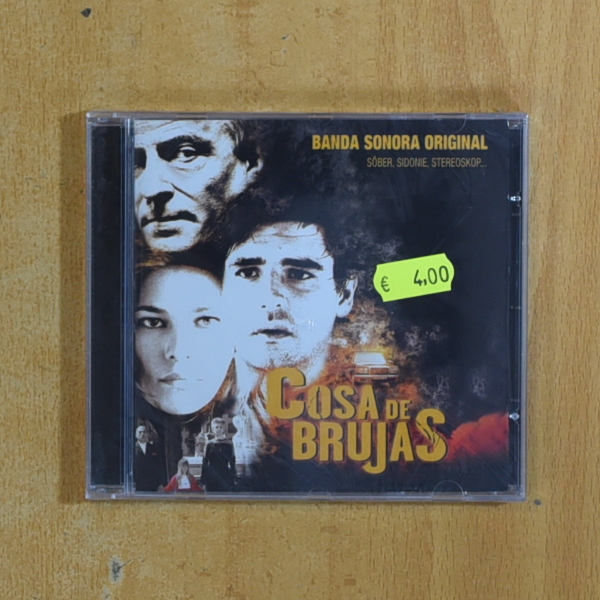 BANDA SONORA ORIGINAL
SÔBER, SIDONIE, STEREOSKOP...
€ 4,00
COSA DE
BRUJAS